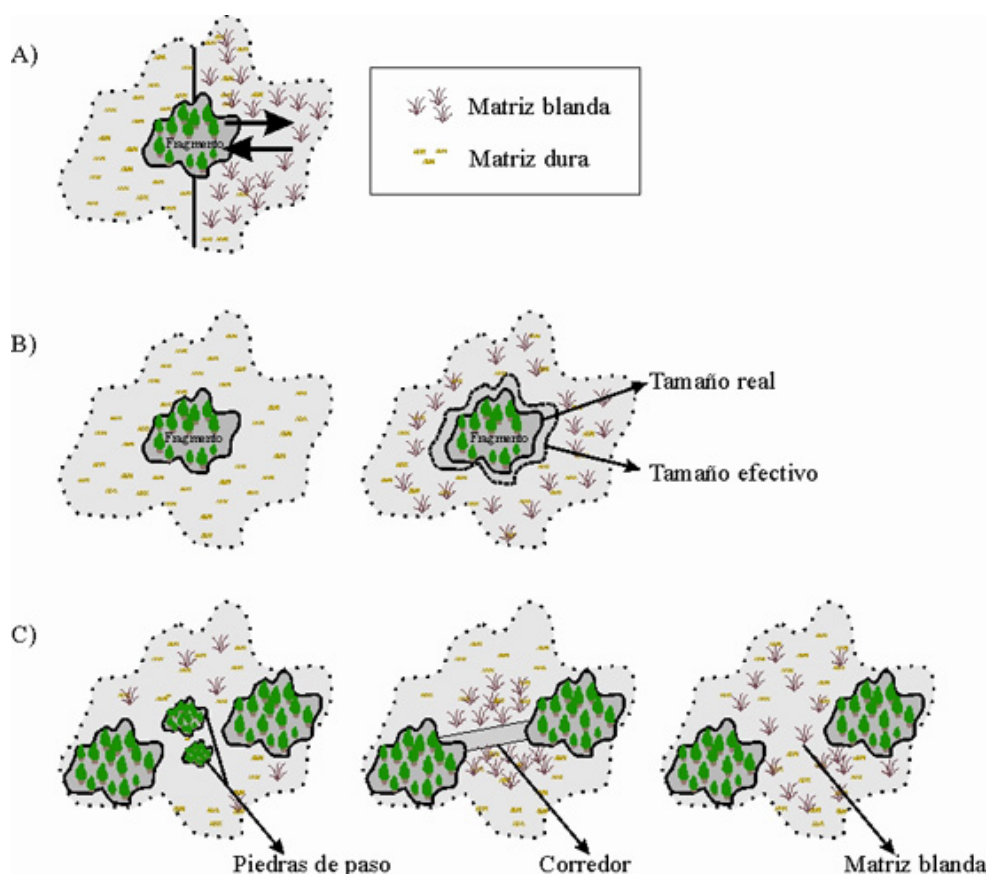 A)
Fragmento
Matriz blanda
Matriz dura
B)
Fragmento
Fragmento
Tamaño real
Tamaño efectivo
C)
Piedras de paso
Corredor
Matriz blanda